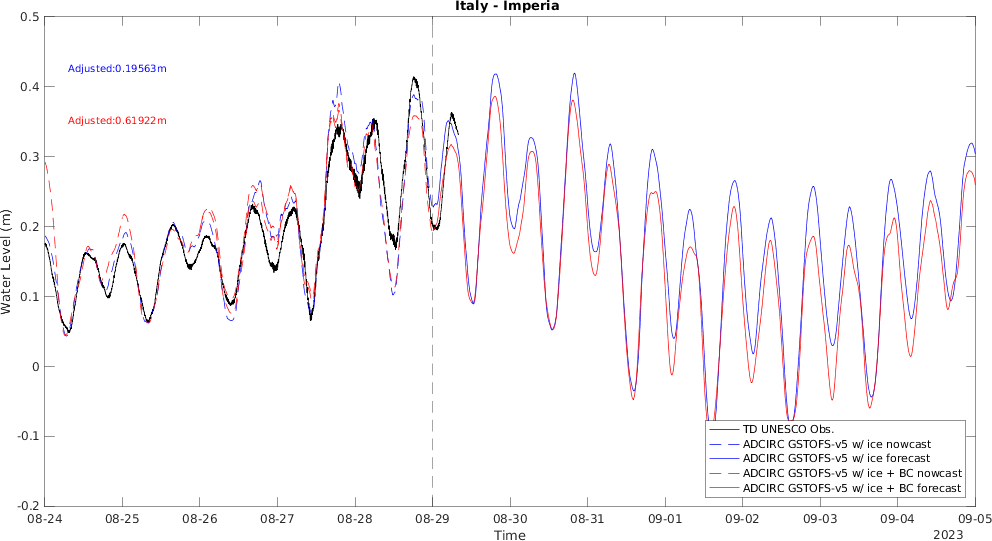 Italy - Imperia
Adjusted:0.19563m
Adjusted:0.61922m
Water Level (m)
0.5
0.4
0.3
0.2
0.1
0
-0.1
-0.2
TD UNESCO Obs.
ADCIRC GSTOFS-v5 w/ ice nowcast
ADCIRC GSTOFS-v5 w/ ice forecast
ADCIRC GSTOFS-v5 w/ ice + BC nowcast
ADCIRC GSTOFS-v5 w/ ice + BC forecast
08-24 08-25 08-26 08-27 08-28 08-29 08-30 08-31 09-01 09-02 09-03 09-04 09-05
Time
2023